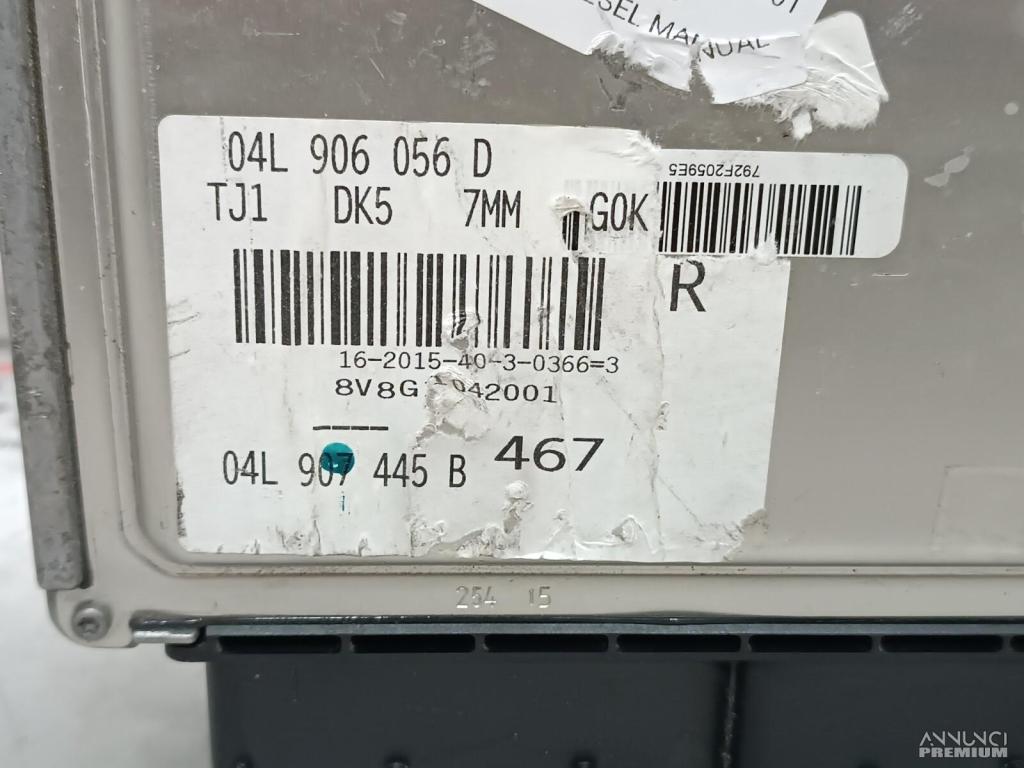 ESEL MANUAL
04L 906 056 D
792F2059E5
TJ1 DK5 7MM G0K
R
16-2015-40-3-0366=3
042001
04L 907 445 B 467
254 15
ANNUNCI
PREMIUM